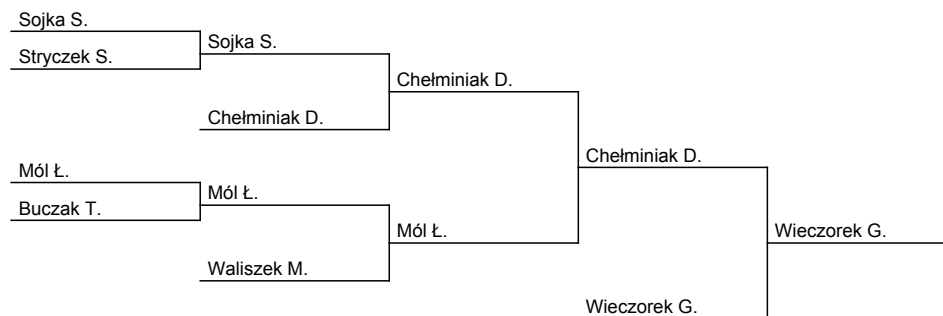 Sojka S.
Stryczek S.
Sojka S.
Chełminiak D.
Chełminiak D.
Mól Ł.
Buczak T.
Mól Ł.
Waliszek M.
Mól Ł.
Chełminiak D.
Wieczorek G.
Wieczorek G.